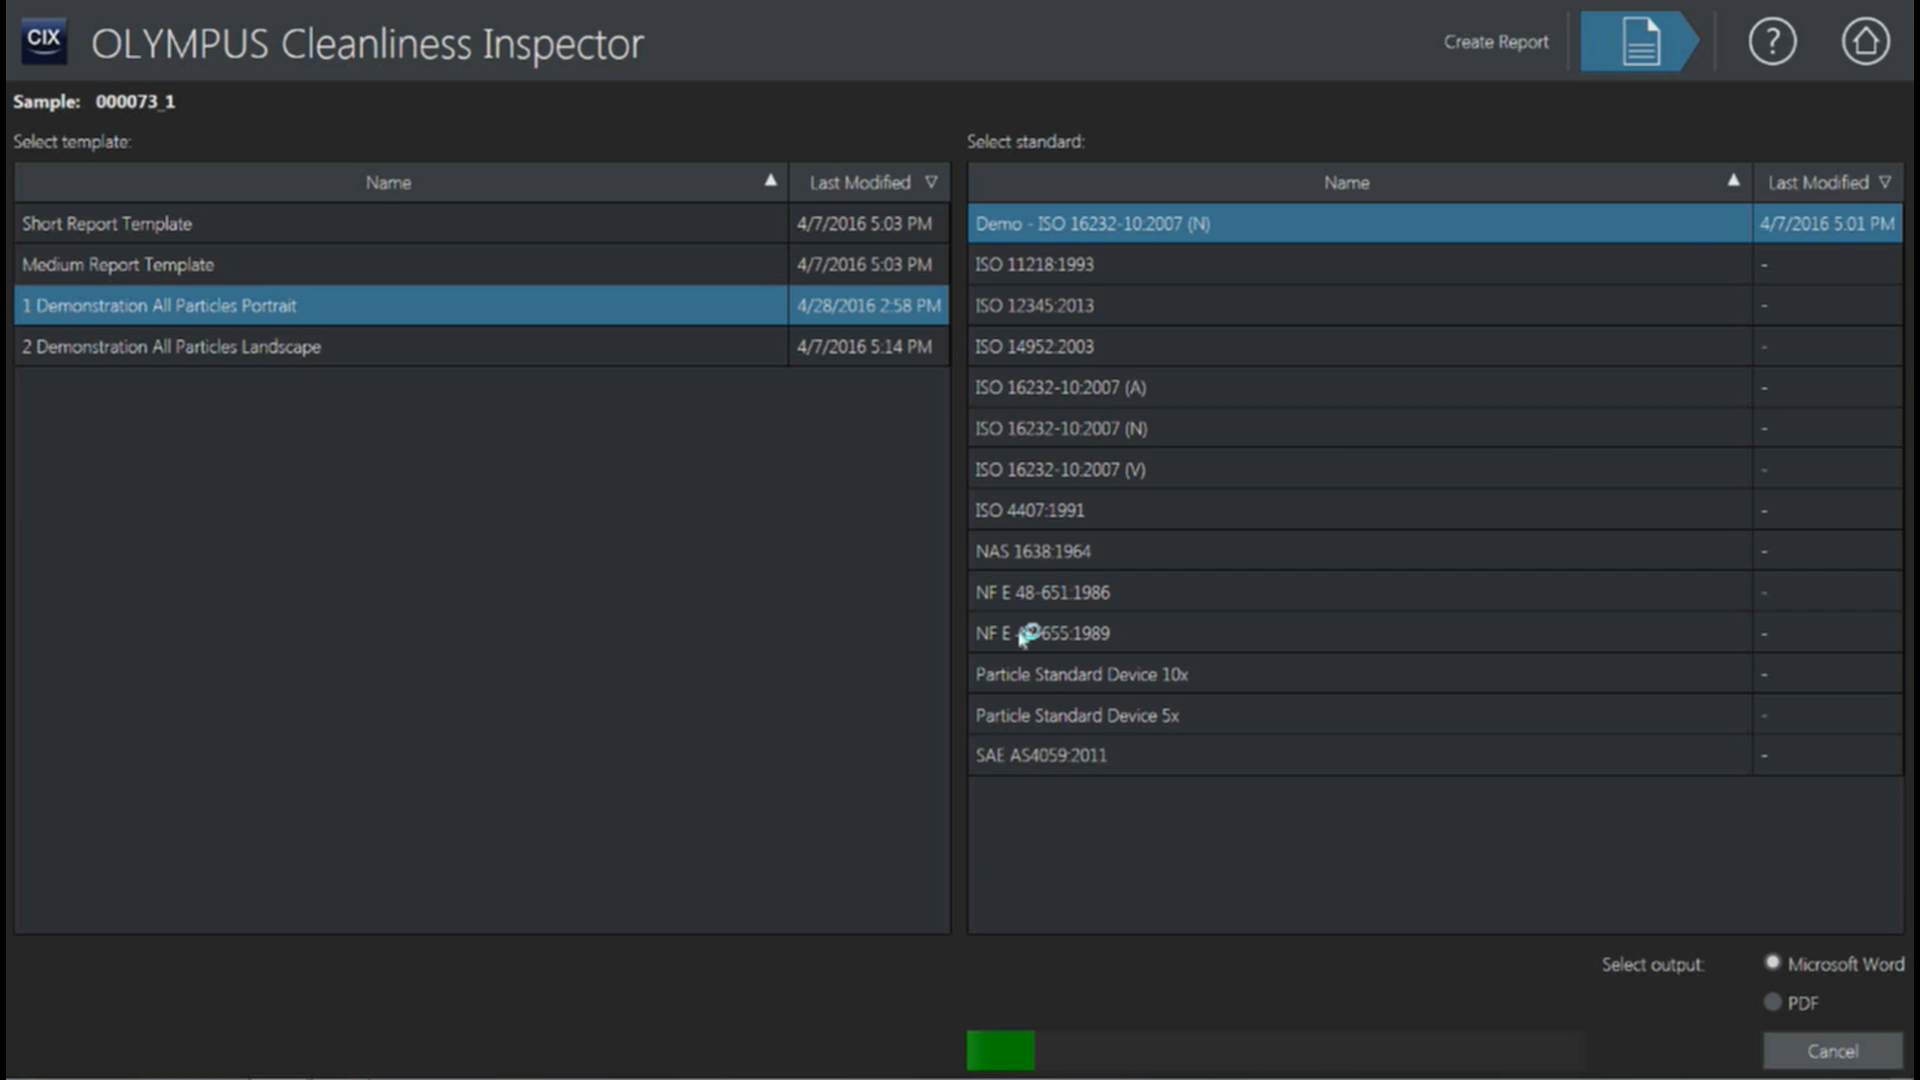 CIX OLYMPUS Cleanliness Inspector Create Report ?
Sample: 000073_1
Select template: Select standard:
Name Last Modified Name Last Modified
Short Report Template 4/7/2016 5:03 PM Demo - ISO 16232-10:2007 (N) 4/7/2016 5:01 PM
Medium Report Template 4/7/2016 5:03 PM ISO 11218:1993 -
1 Demonstration All Particles Portrait 4/28/2016 2:58 PM ISO 12345:2013 -
2 Demonstration All Particles Landscape 4/7/2016 5:14 PM ISO 14952:2003 -
ISO 16232-10:2007 (A) -
ISO 16232-10:2007 (N) -
ISO 16232-10:2007 (V) -
ISO 4407:1991 -
NAS 1638:1964 -
NF E 48-651:1986 -
NF E 655:1989 -
Particle Standard Device 10x -
Particle Standard Device 5x -
SAE AS4059:2011 -
Select output: Microsoft Word
PDF
Cancel